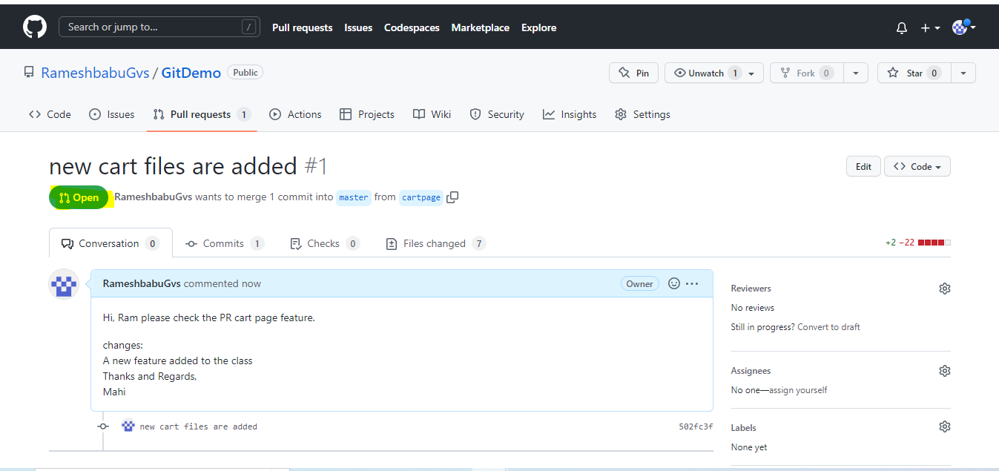 Search or jump to... / Pull requests Issues Codespaces Marketplace Explore
RameshbabuGvs / GitDemo Public Pin Unwatch 1 Fork 0 Star 0
Code Issues Pull requests 1 Actions Projects Wiki Security Insights Settings
new cart files are added #1 Edit Code
Open RameshbabuGvs wants to merge 1 commit into master from cartpage
Conversation 0 Commits 1 Checks 0 Files changed 7 +2 −22
RameshbabuGvs commented now Owner
Hi, Ram please check the PR cart page feature.
changes:
A new feature added to the class
Thanks and Regards,
Mahi
new cart files are added 502fc3f
Reviewers
No reviews
Still in progress? Convert to draft
Assignees
No one—assign yourself
Labels
None yet